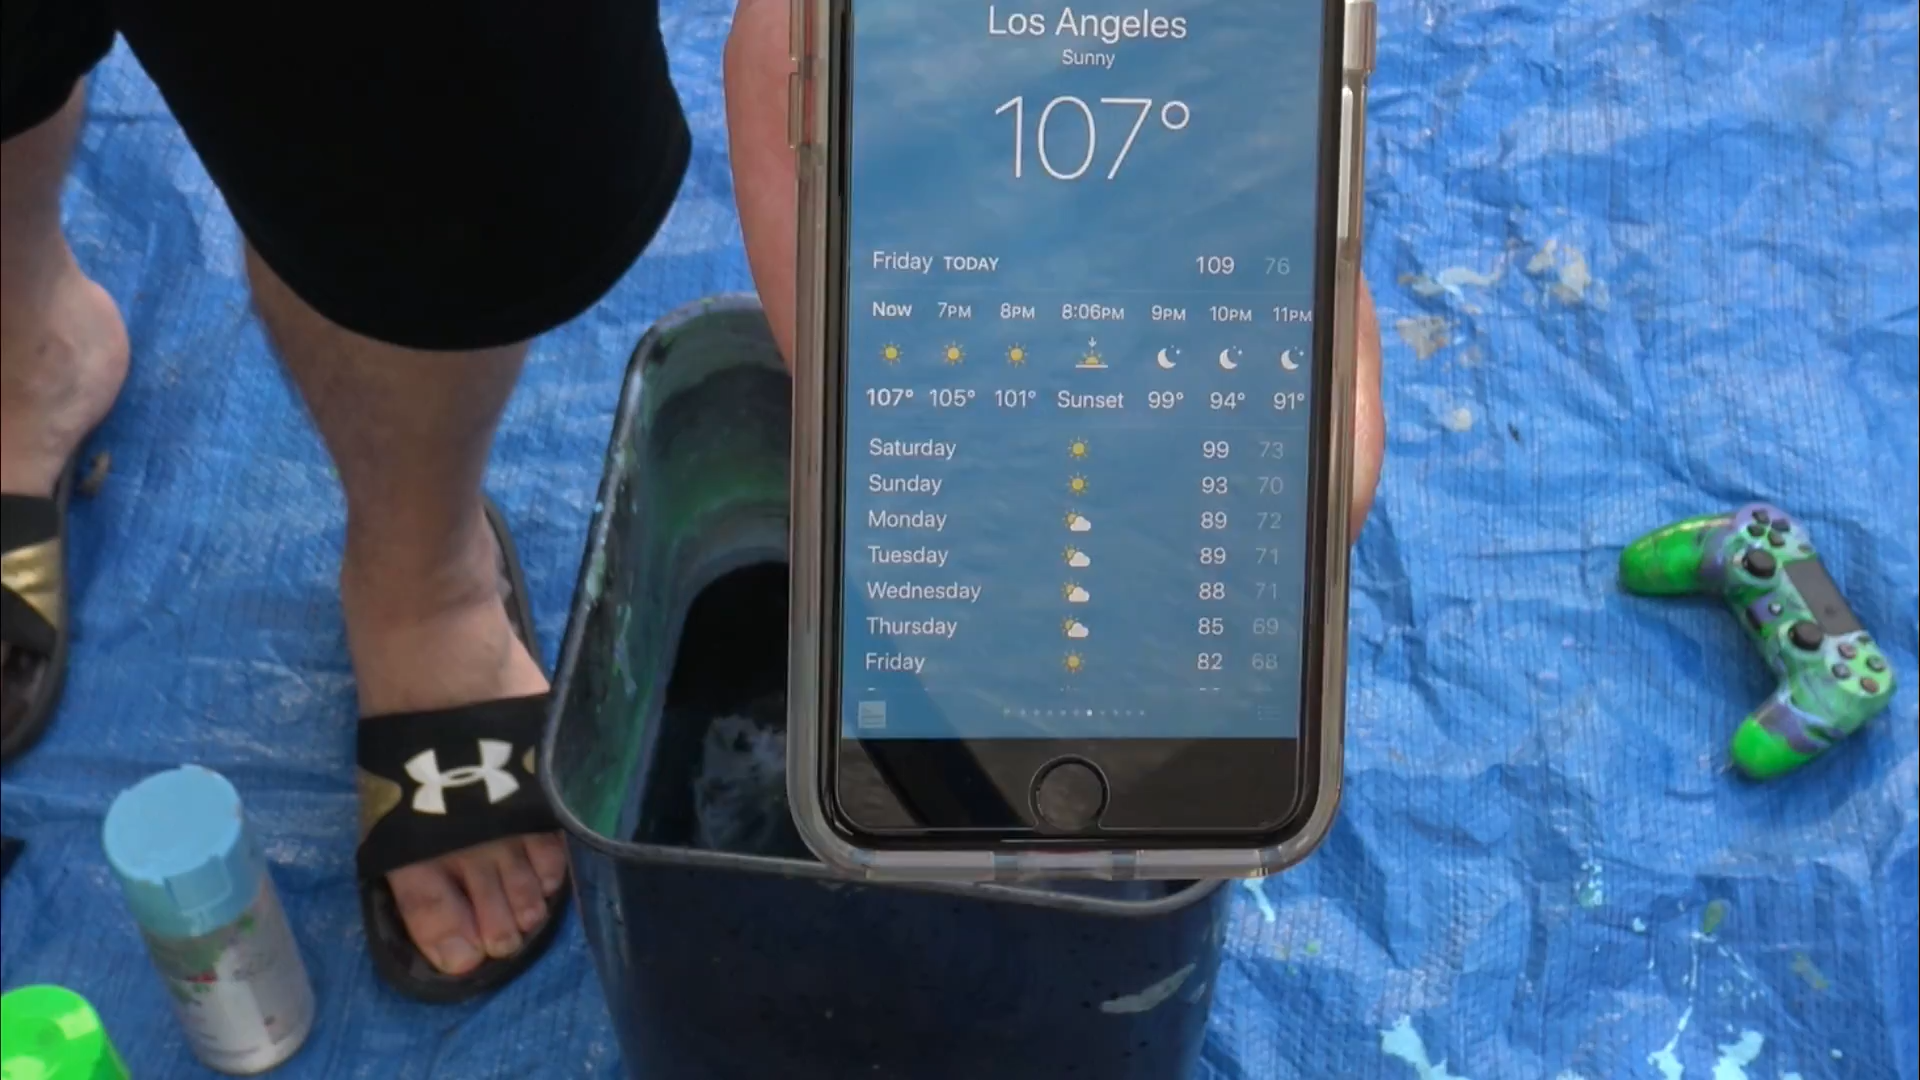 Los Angeles
Sunny
107°
Friday TODAY 109 76
Now 7PM 8PM 8:06PM 9PM 10PM 11PM
107° 105° 101° Sunset 99° 94° 91°
Saturday 99 73
Sunday 93 70
Monday 89 72
Tuesday 89 71
Wednesday 88 71
Thursday 85 69
Friday 82 68